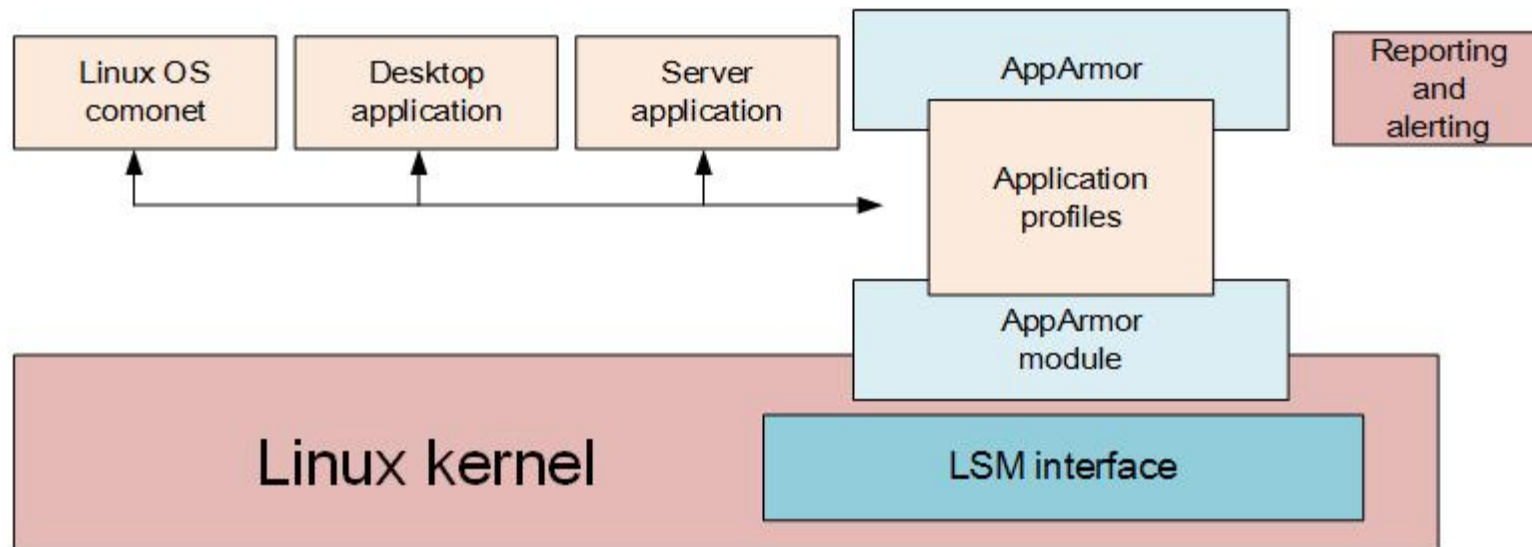 Linux OS
comonet
Desktop
application
Server
application
AppArmor
Reporting
and
alerting
Application
profiles
AppArmor
module
Linux kernel
LSM interface